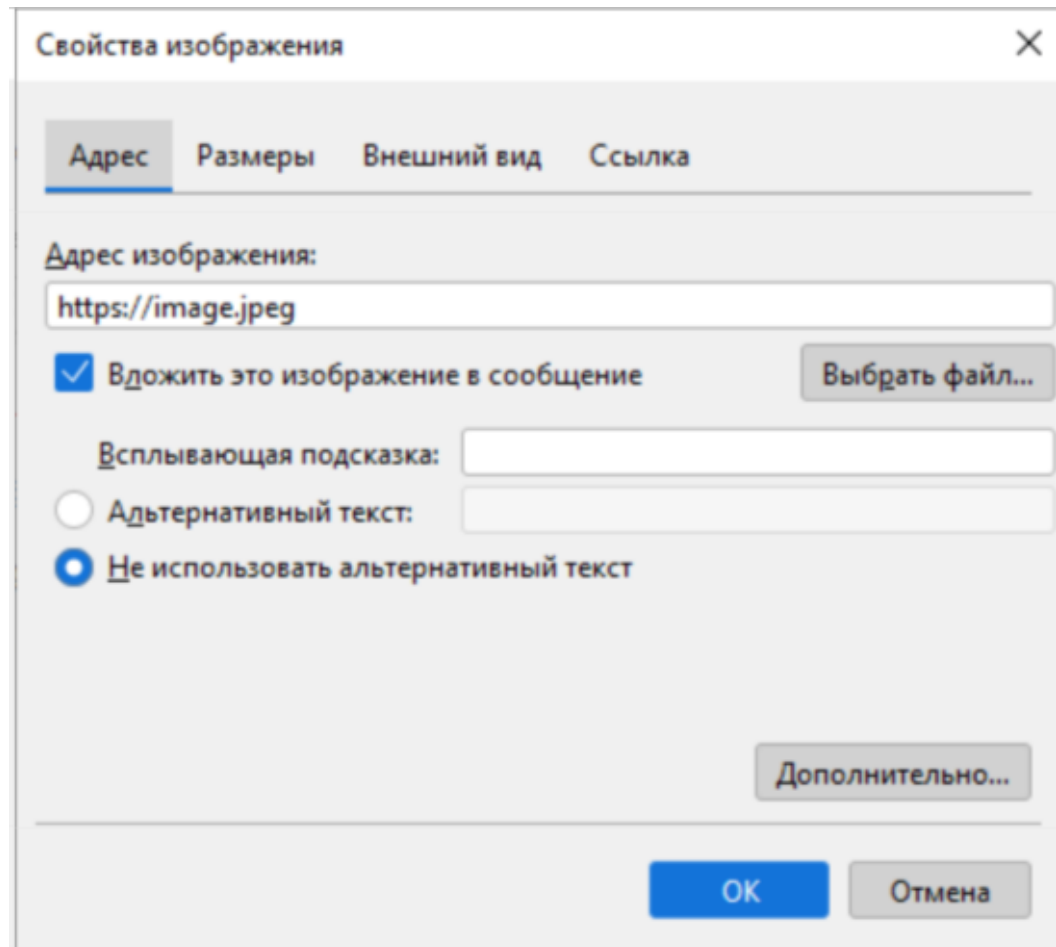 Свойства изображения
Адрес Размеры Внешний вид Ссылка
Адрес изображения:
https://image.jpeg
Вложить это изображение в сообщение Выбрать файл...
Всплывающая подсказка:
Альтернативный текст:
Не использовать альтернативный текст
Дополнительно...
ОК Отмена